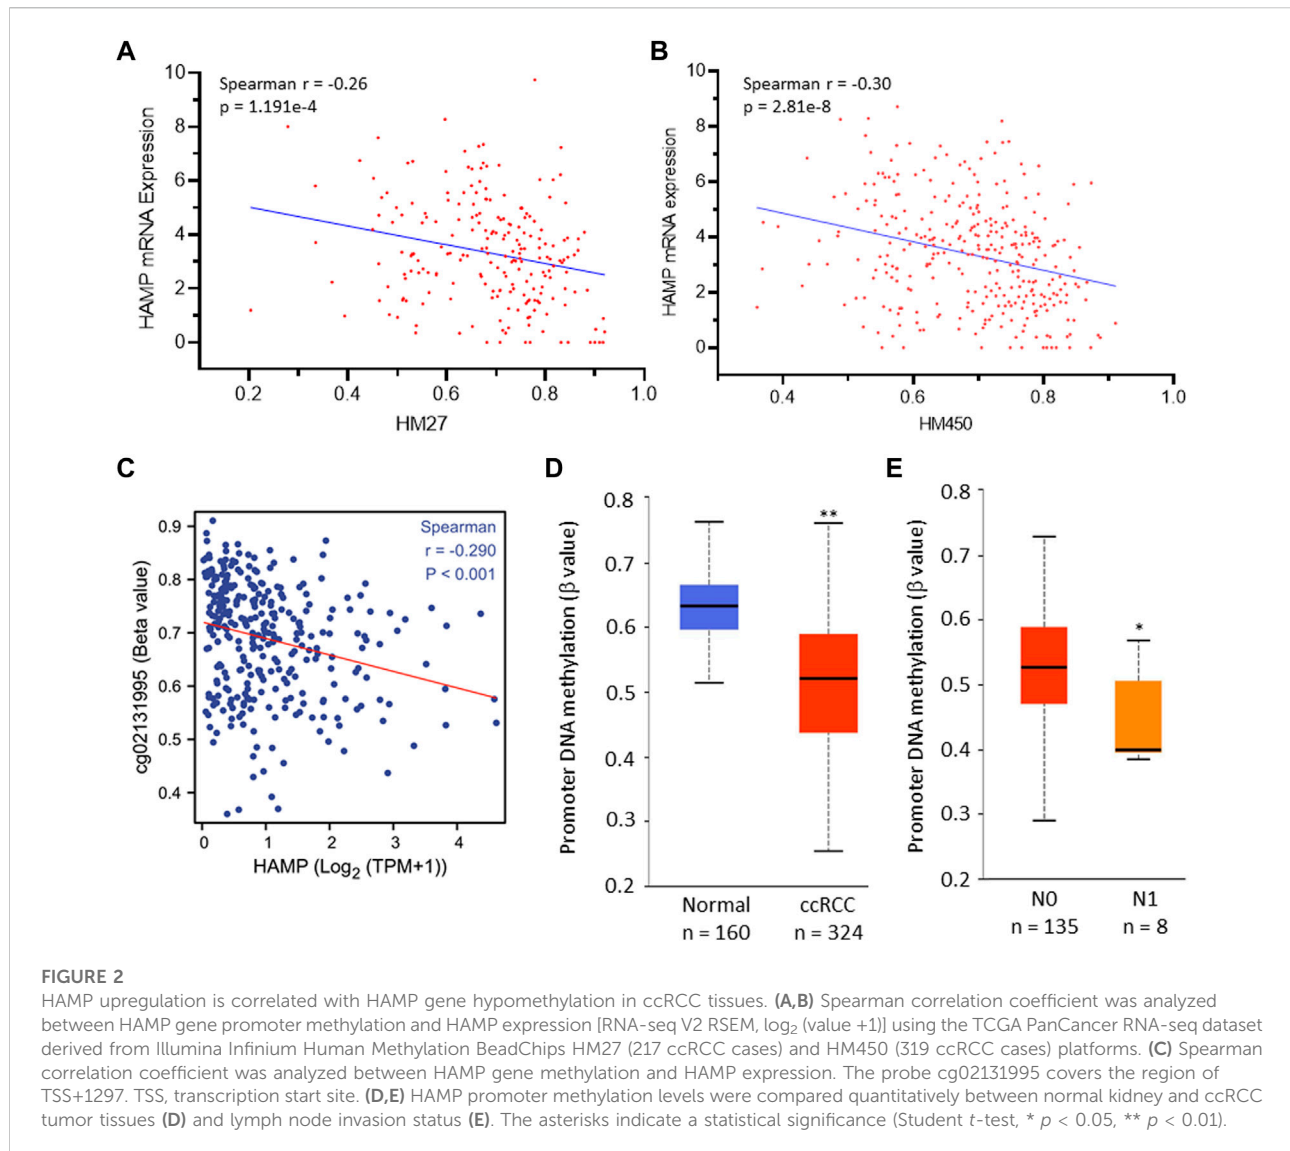 A
Spearman r = -0.26
p = 1.191e-4
HAMP mRNA Expression
10
8
6
4
2
0
0.2 0.4 0.6 0.8 1.0
HM27
B
Spearman r = -0.30
p = 2.81e-8
HAMP mRNA expression
10
8
6
4
2
0
0.4 0.6 0.8 1.0
HM450
C
Spearman
r = -0.290
P < 0.001
cg02131995 (Beta value)
0.9
0.8
0.7
0.6
0.5
0.4
0 1 2 3 4
HAMP (Log2 (TPM+1))
D
Promoter DNA methylation (β value)
0.8
0.7
0.6
0.5
0.4
0.3
0.2
**
Normal ccRCC
n = 160 n = 324
E
Promoter DNA methylation (β value)
0.8
0.7
0.6
0.5
0.4
0.3
0.2
*
N0 N1
n = 135 n = 8
FIGURE 2
HAMP upregulation is correlated with HAMP gene hypomethylation in ccRCC tissues. (A,B) Spearman correlation coefficient was analyzed
between HAMP gene promoter methylation and HAMP expression [RNA-seq V2 RSEM, log2 (value +1)] using the TCGA PanCancer RNA-seq dataset
derived from Illumina Infinium Human Methylation BeadChips HM27 (217 ccRCC cases) and HM450 (319 ccRCC cases) platforms. (C) Spearman
correlation coefficient was analyzed between HAMP gene methylation and HAMP expression. The probe cg02131995 covers the region of
TSS+1297. TSS, transcription start site. (D,E) HAMP promoter methylation levels were compared quantitatively between normal kidney and ccRCC
tumor tissues (D) and lymph node invasion status (E). The asterisks indicate a statistical significance (Student t-test, * p < 0.05, ** p < 0.01).